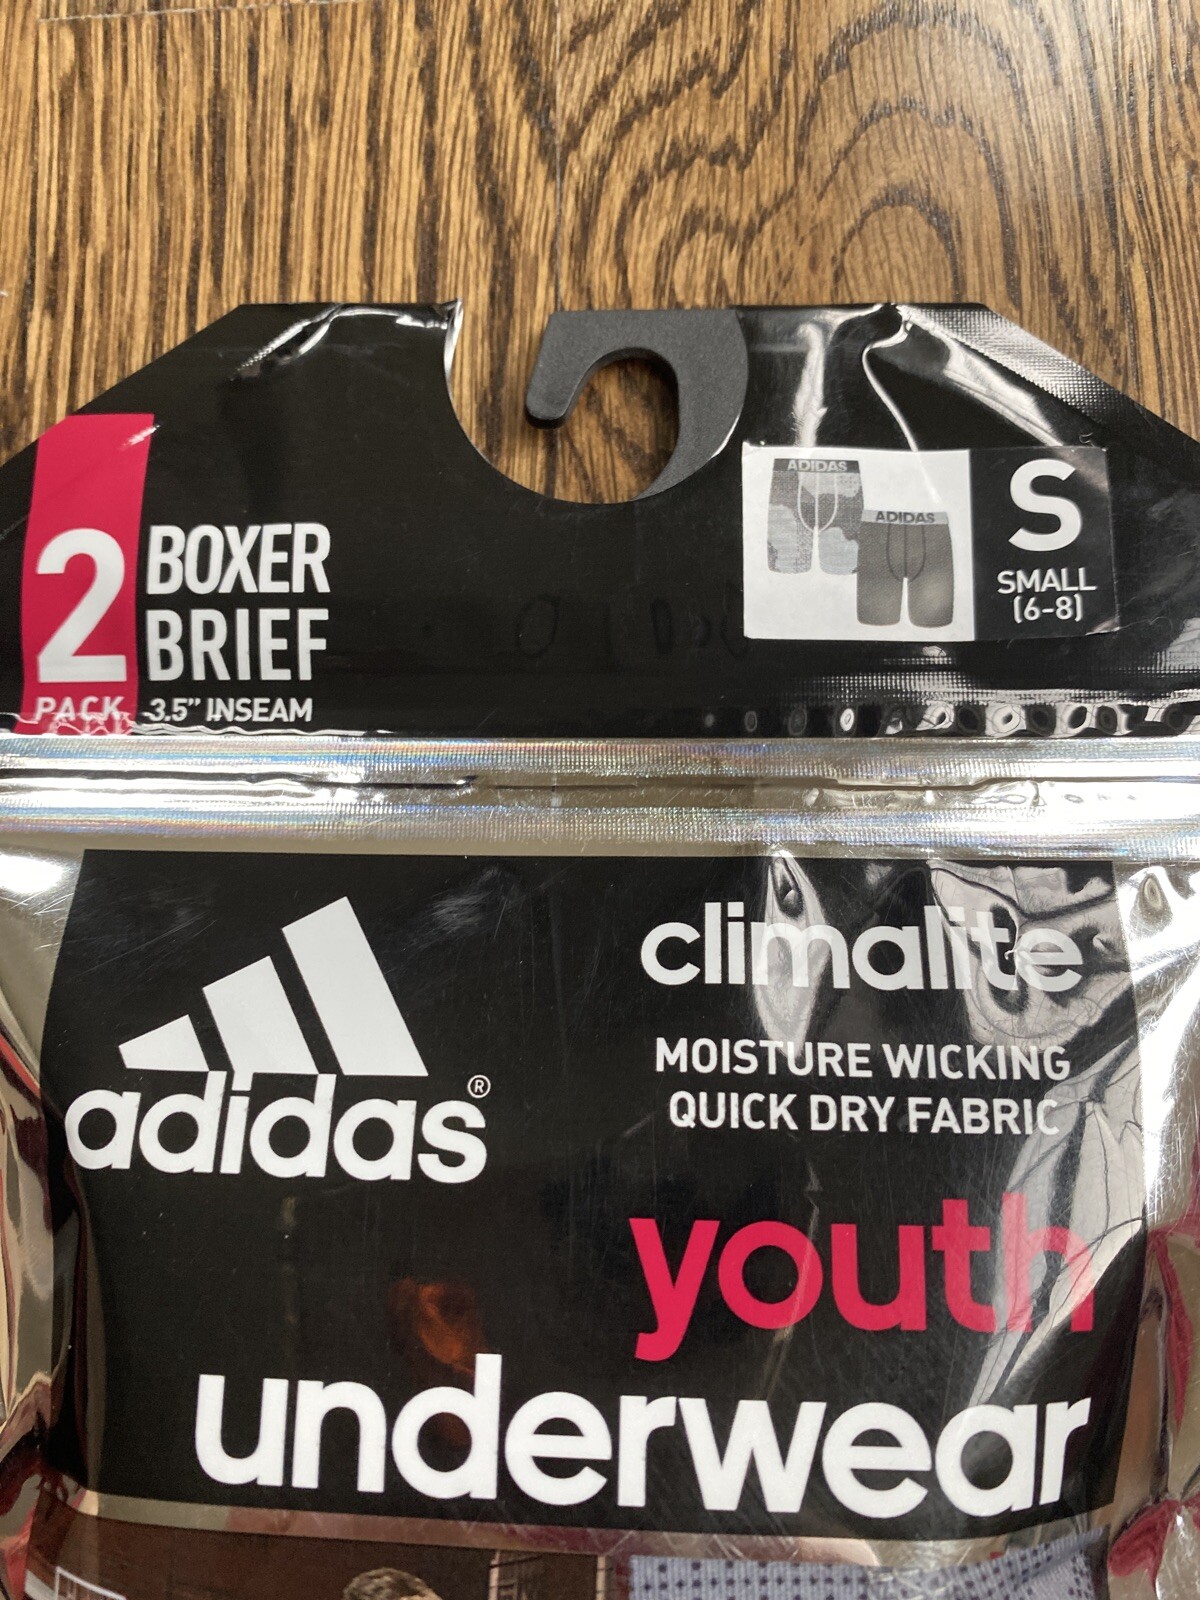 2
PACK
BOXER
BRIEF
3.5" INSEAM
ADIDAS
ADIDAS
S
SMALL
(6-8)
adidas®
climalite
MOISTURE WICKING
QUICK DRY FABRIC
youth
underwear